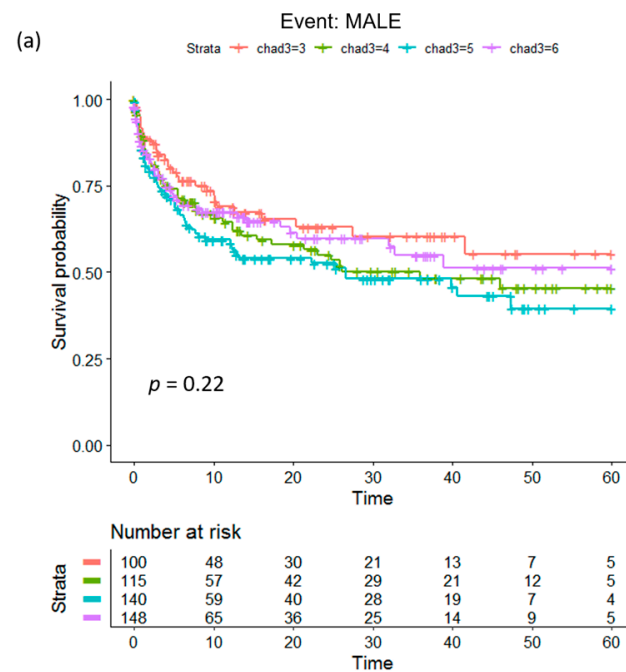 Event: MALE
(a)
Strata chad3=3 chad3=4 chad3=5 chad3=6
1.00
0.75
0.50
0.25
0.00
Survival probability
p = 0.22
0 10 20 30 40 50 60
Time
Number at risk
Strata
100 48 30 21 13 7 5
115 57 42 29 21 12 5
140 59 40 28 19 7 4
148 65 36 25 14 9 5
0 10 20 30 40 50 60
Time